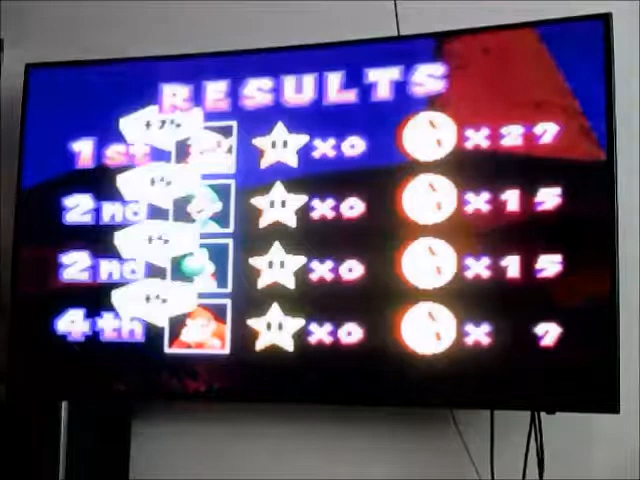 RESULTS
1st ×0 ×27
2nd ×0 ×15
2nd ×0 ×15
4th ×0 × 7